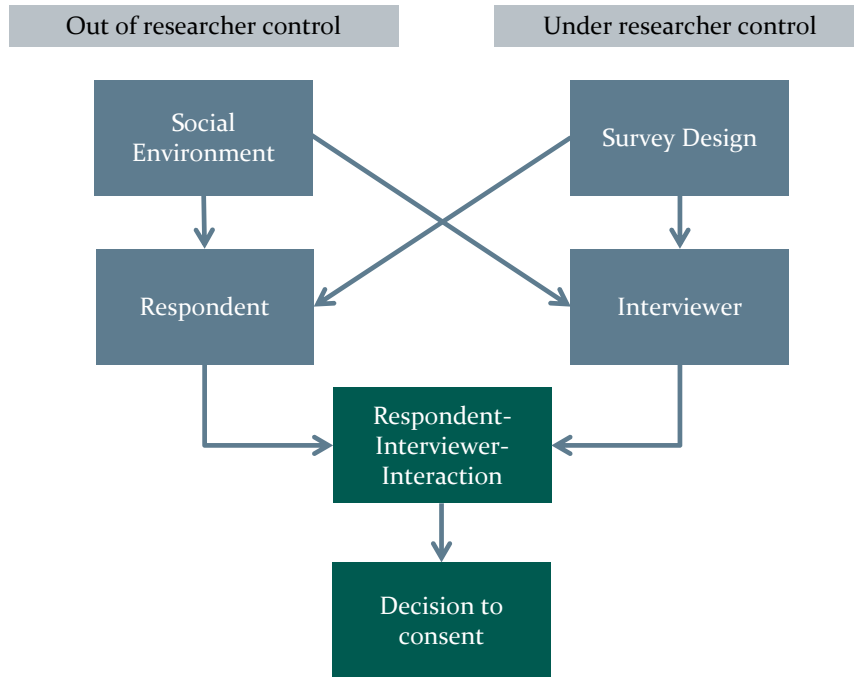 Out of researcher control
Under researcher control
Social
Environment
Survey Design
Respondent
Interviewer
Respondent-
Interviewer-
Interaction
Decision to
consent